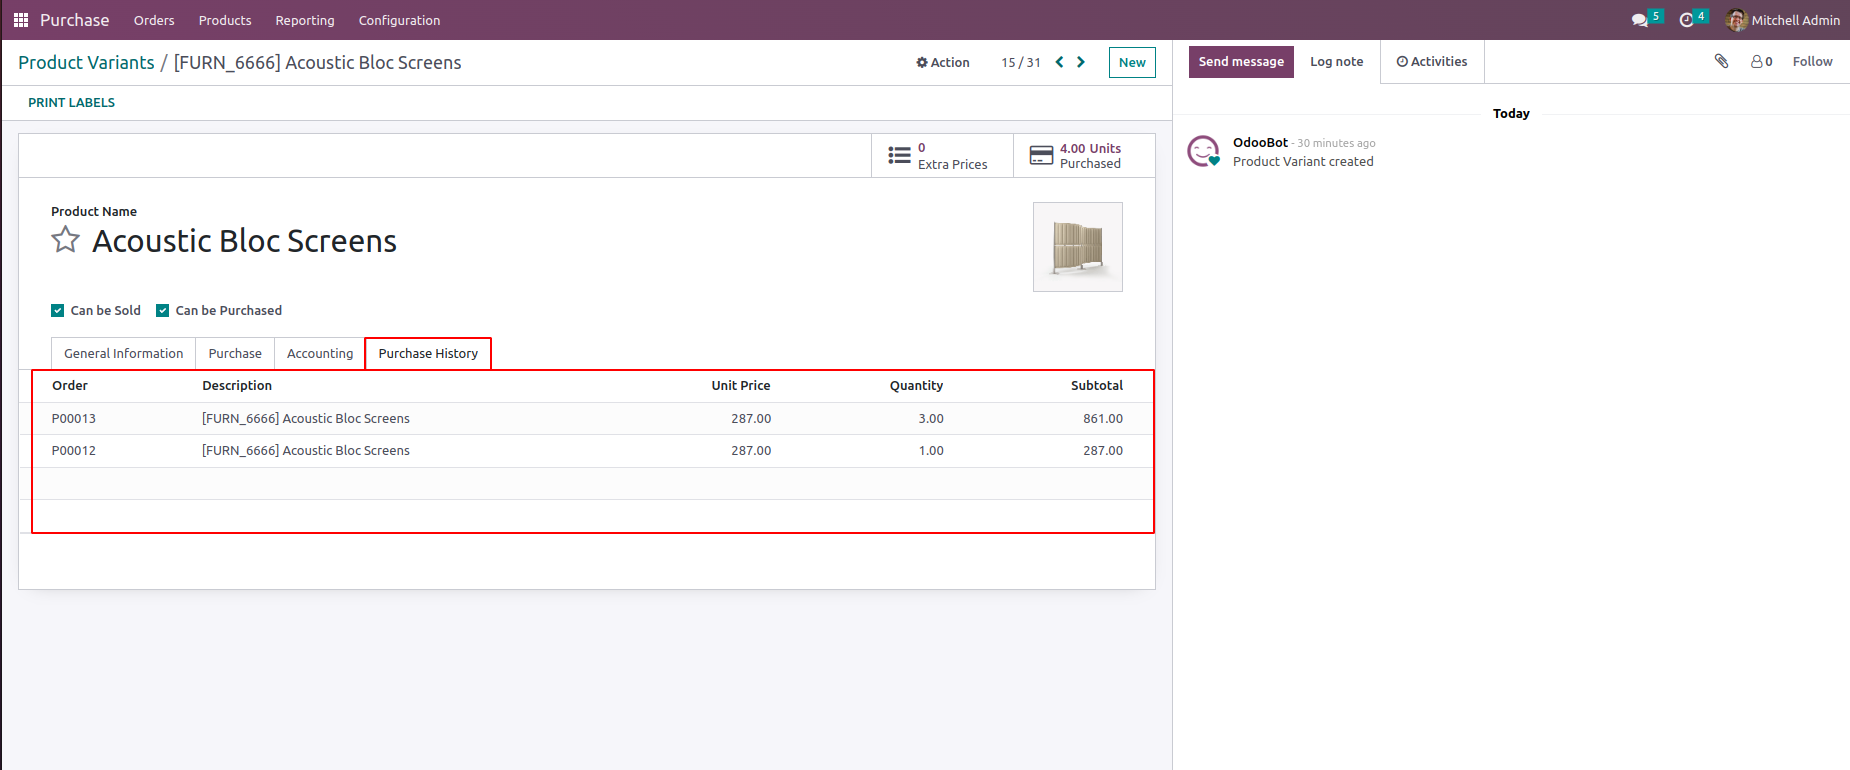 Purchase Orders Products Reporting Configuration 5 4 Mitchell Admin
Product Variants / [FURN_6666] Acoustic Bloc Screens Action 15 / 31 New
Send message Log note Activities 0 Follow
PRINT LABELS
Today
0
Extra Prices
4.00 Units
Purchased
OdooBot - 30 minutes ago
Product Variant created
Product Name
Acoustic Bloc Screens
Can be Sold Can be Purchased
General Information Purchase Accounting Purchase History
Order Description Unit Price Quantity Subtotal
P00013 [FURN_6666] Acoustic Bloc Screens 287.00 3.00 861.00
P00012 [FURN_6666] Acoustic Bloc Screens 287.00 1.00 287.00